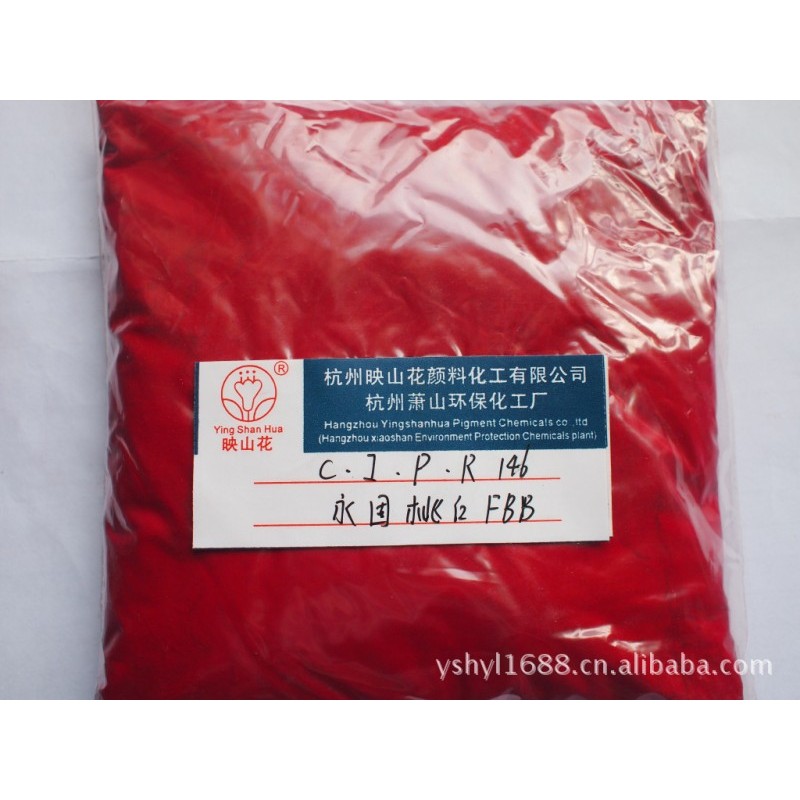 ®
Ying Shan Hua
映山花
杭州映山花颜料化工有限公司
杭州萧山环保化工厂
Hangzhou Yingshanhua Pigment Chemicals co .,ltd
(Hangzhou xiaoshan Environment Protection Chemicals plant)
C.I.P.R 146
永固桃红 FBB
yshyl1688.cn.alibaba.com